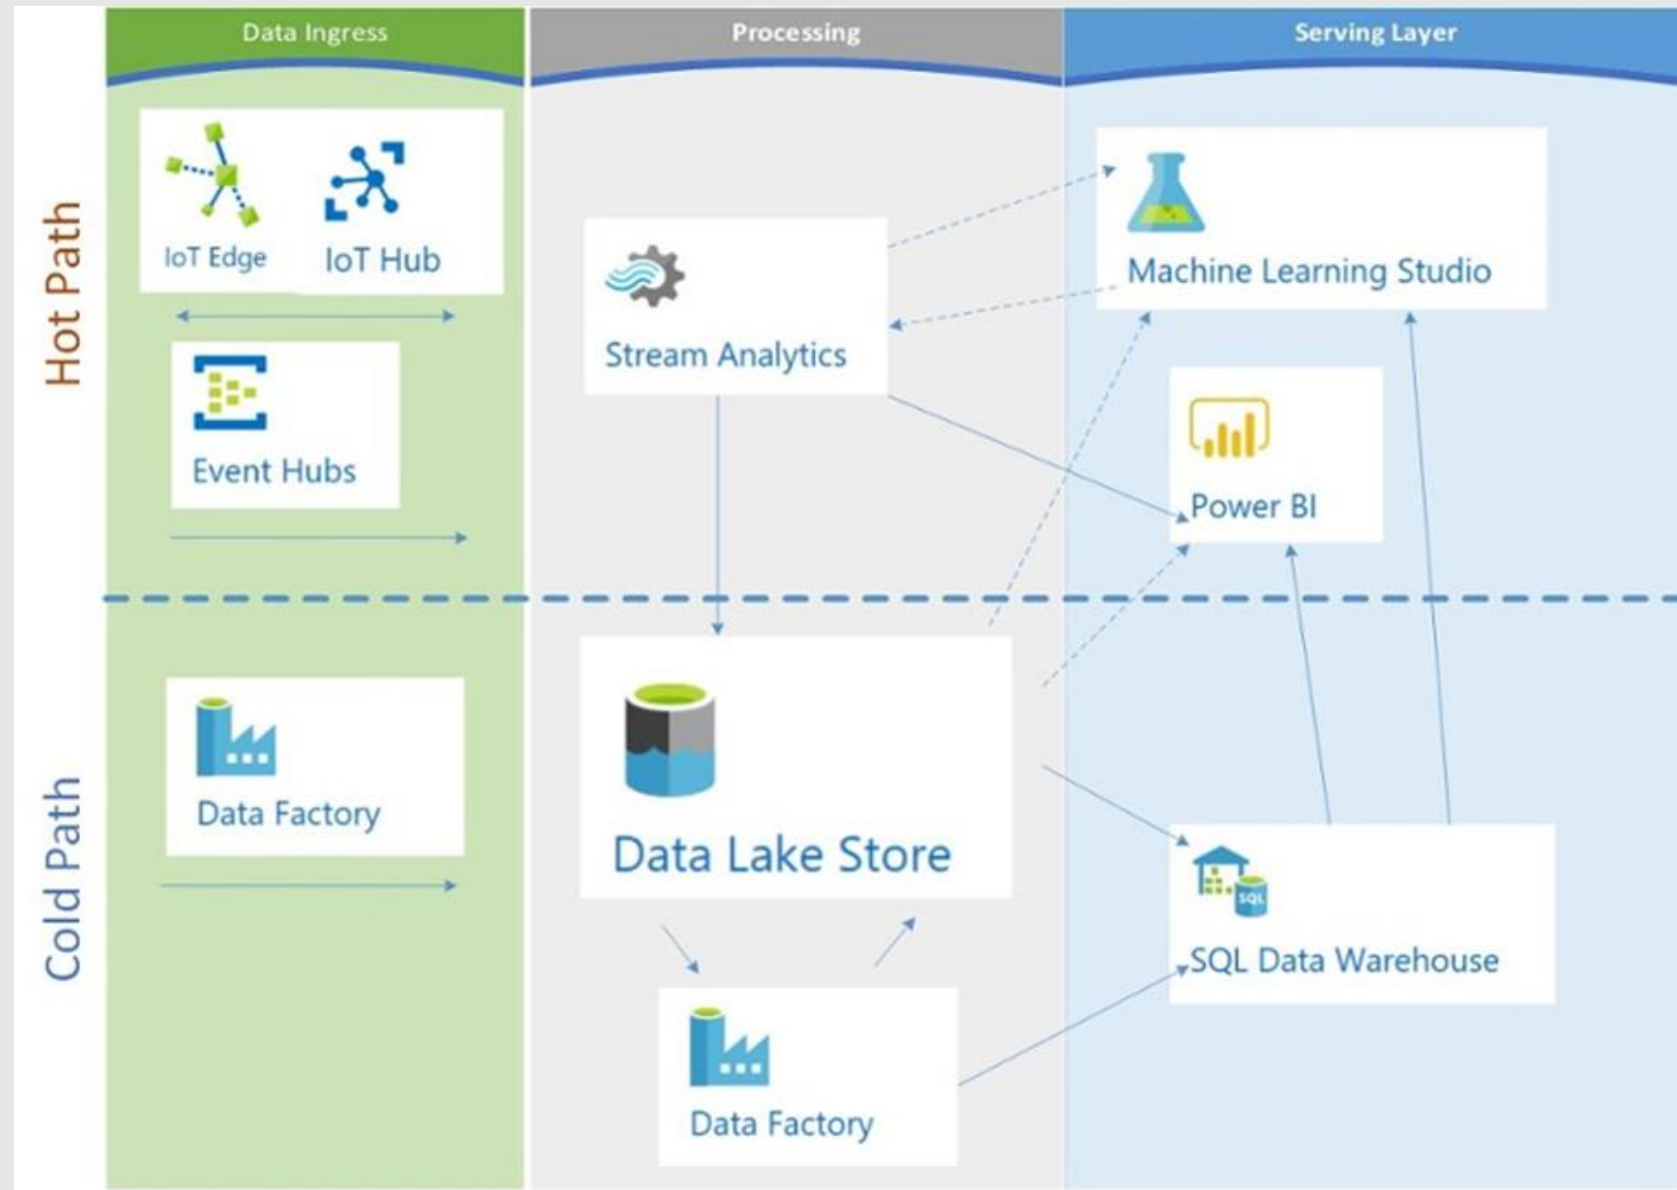 Data Ingress
Processing
Serving Layer
Hot Path
IoT Edge
IoT Hub
Event Hubs
Stream Analytics
Machine Learning Studio
Power BI
Cold Path
Data Factory
Data Lake Store
Data Factory
SQL
SQL Data Warehouse